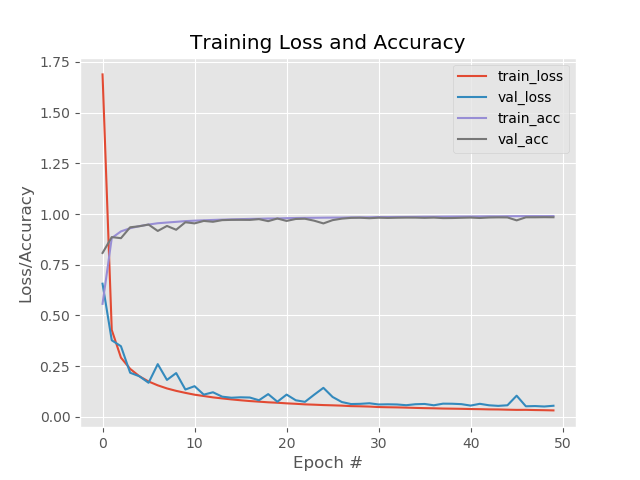 Training Loss and Accuracy
1.75
1.50
1.25
1.00
0.75
0.50
0.25
0.00
Loss/Accuracy
train_loss
val_loss
train_acc
val_acc
0
10
20
30
40
50
Epoch #